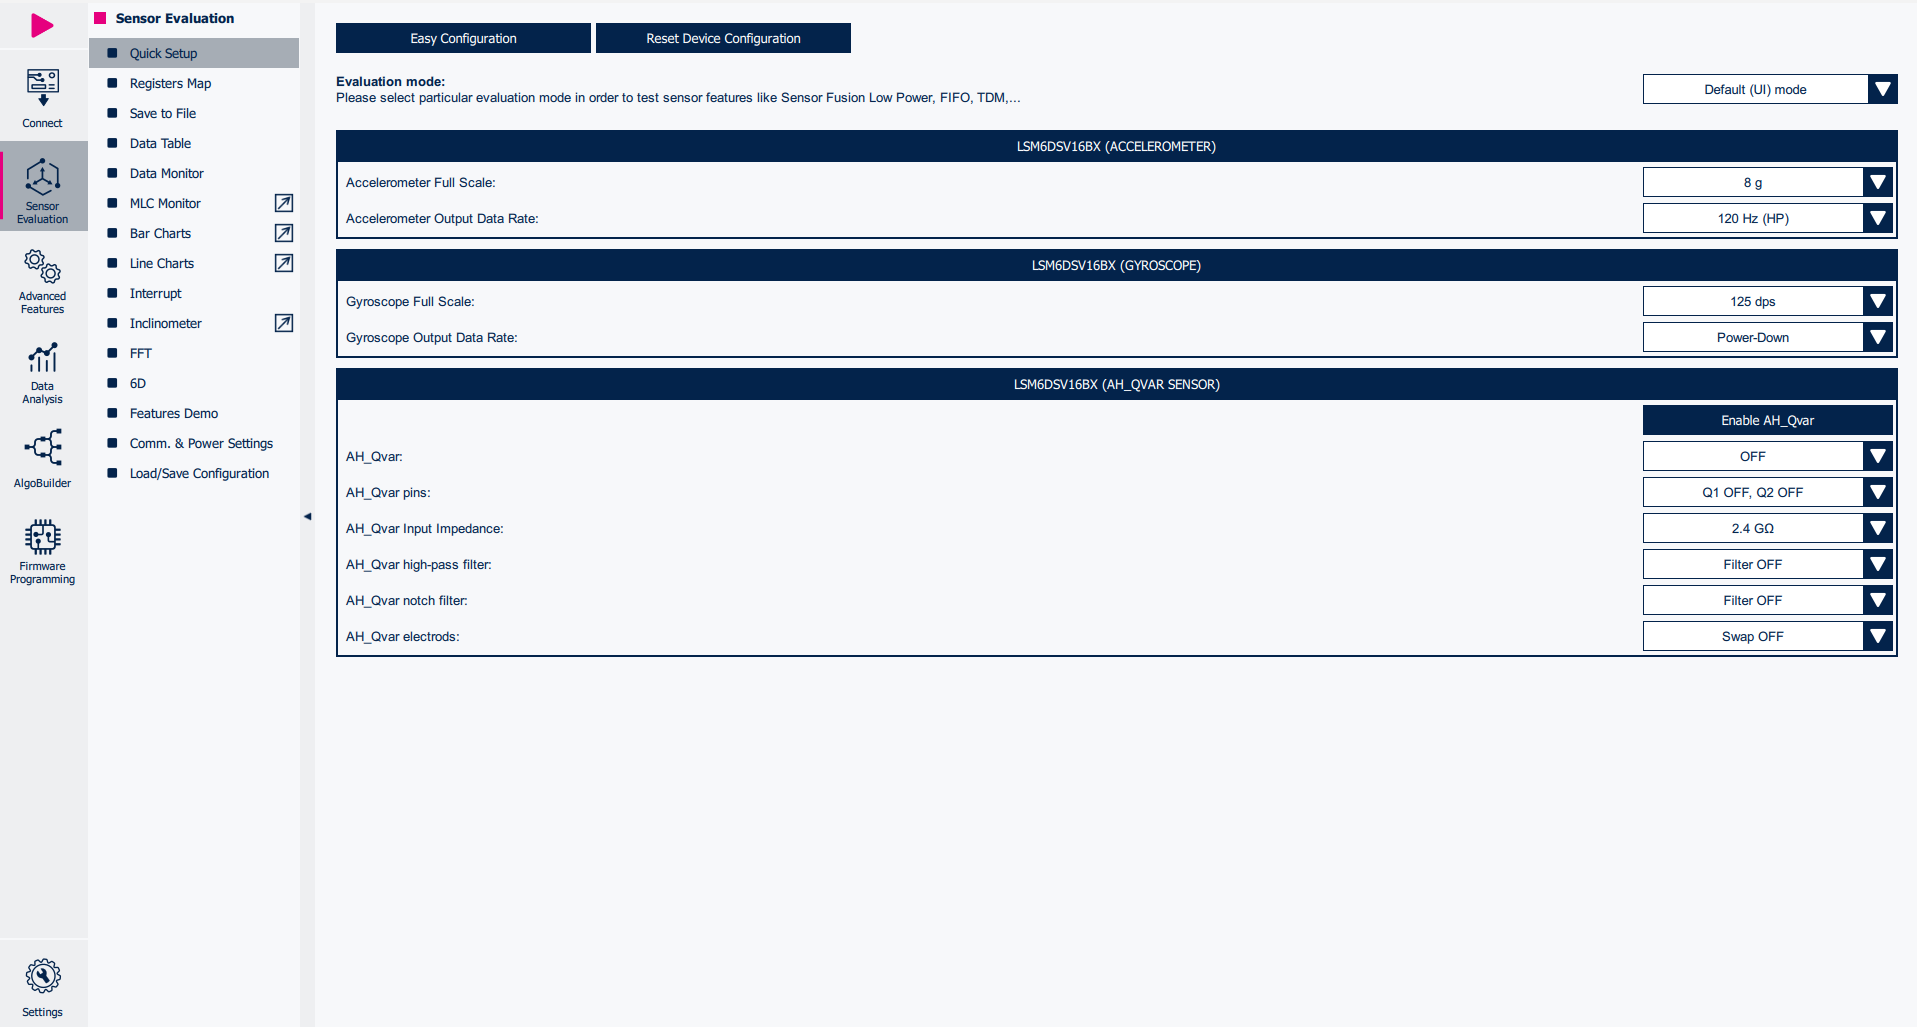 Connect
Sensor
Evaluation
Advanced
Features
Data
Analysis
AlgoBuilder
Firmware
Programming
Settings
Sensor Evaluation
Quick Setup
Registers Map
Save to File
Data Table
Data Monitor
MLC Monitor
Bar Charts
Line Charts
Interrupt
Inclinometer
FFT
6D
Features Demo
Comm. & Power Settings
Load/Save Configuration
Easy Configuration
Reset Device Configuration
Evaluation mode:
Please select particular evaluation mode in order to test sensor features like Sensor Fusion Low Power, FIFO, TDM,...
Default (UI) mode
LSM6DSV16BX (ACCELEROMETER)
Accelerometer Full Scale: 8 g
Accelerometer Output Data Rate: 120 Hz (HP)
LSM6DSV16BX (GYROSCOPE)
Gyroscope Full Scale: 125 dps
Gyroscope Output Data Rate: Power-Down
LSM6DSV16BX (AH_QVAR SENSOR)
Enable AH_Qvar
AH_Qvar: OFF
AH_Qvar pins: Q1 OFF, Q2 OFF
AH_Qvar Input Impedance: 2.4 GΩ
AH_Qvar high-pass filter: Filter OFF
AH_Qvar notch filter: Filter OFF
AH_Qvar electrods: Swap OFF